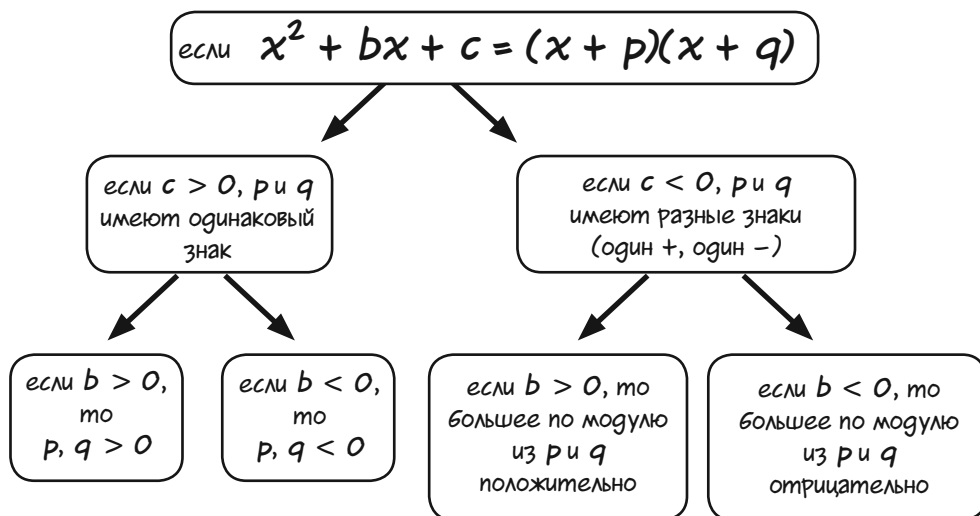 если x² + bx + c = (x + p)(x + q)
если c > 0, p и q
имеют одинаковый
знак
если c < 0, p и q
имеют разные знаки
(один +, один –)
если b > 0,
то
p, q > 0
если b < 0,
то
p, q < 0
если b > 0, то
большее по модулю
из p и q
положительно
если b < 0, то
большее по модулю
из p и q
отрицательно